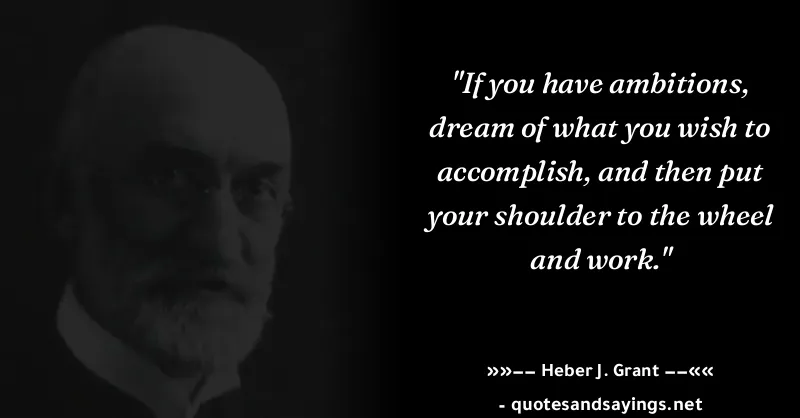 "If you have ambitions,
dream of what you wish to
accomplish, and then put
your shoulder to the wheel
and work."
»»−− Heber J. Grant −−««
- quotesandsayings.net